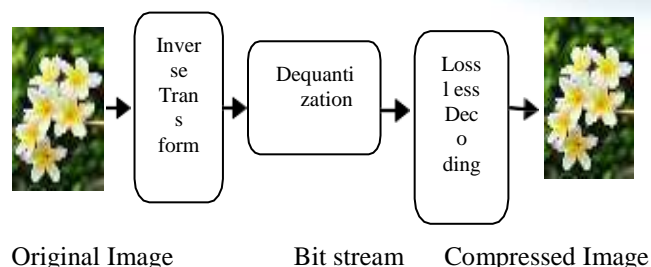 Inver
se
Tran
s
form
Dequanti
zation
Loss
l ess
Dec
o
ding
Original Image Bit stream Compressed Image